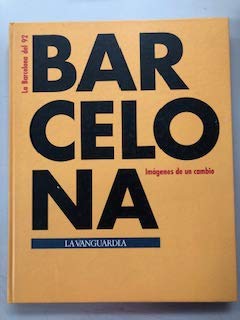 La Barcelona del 92
BAR
CELO
NA
Imágenes de un cambio
LA VANGUARDIA